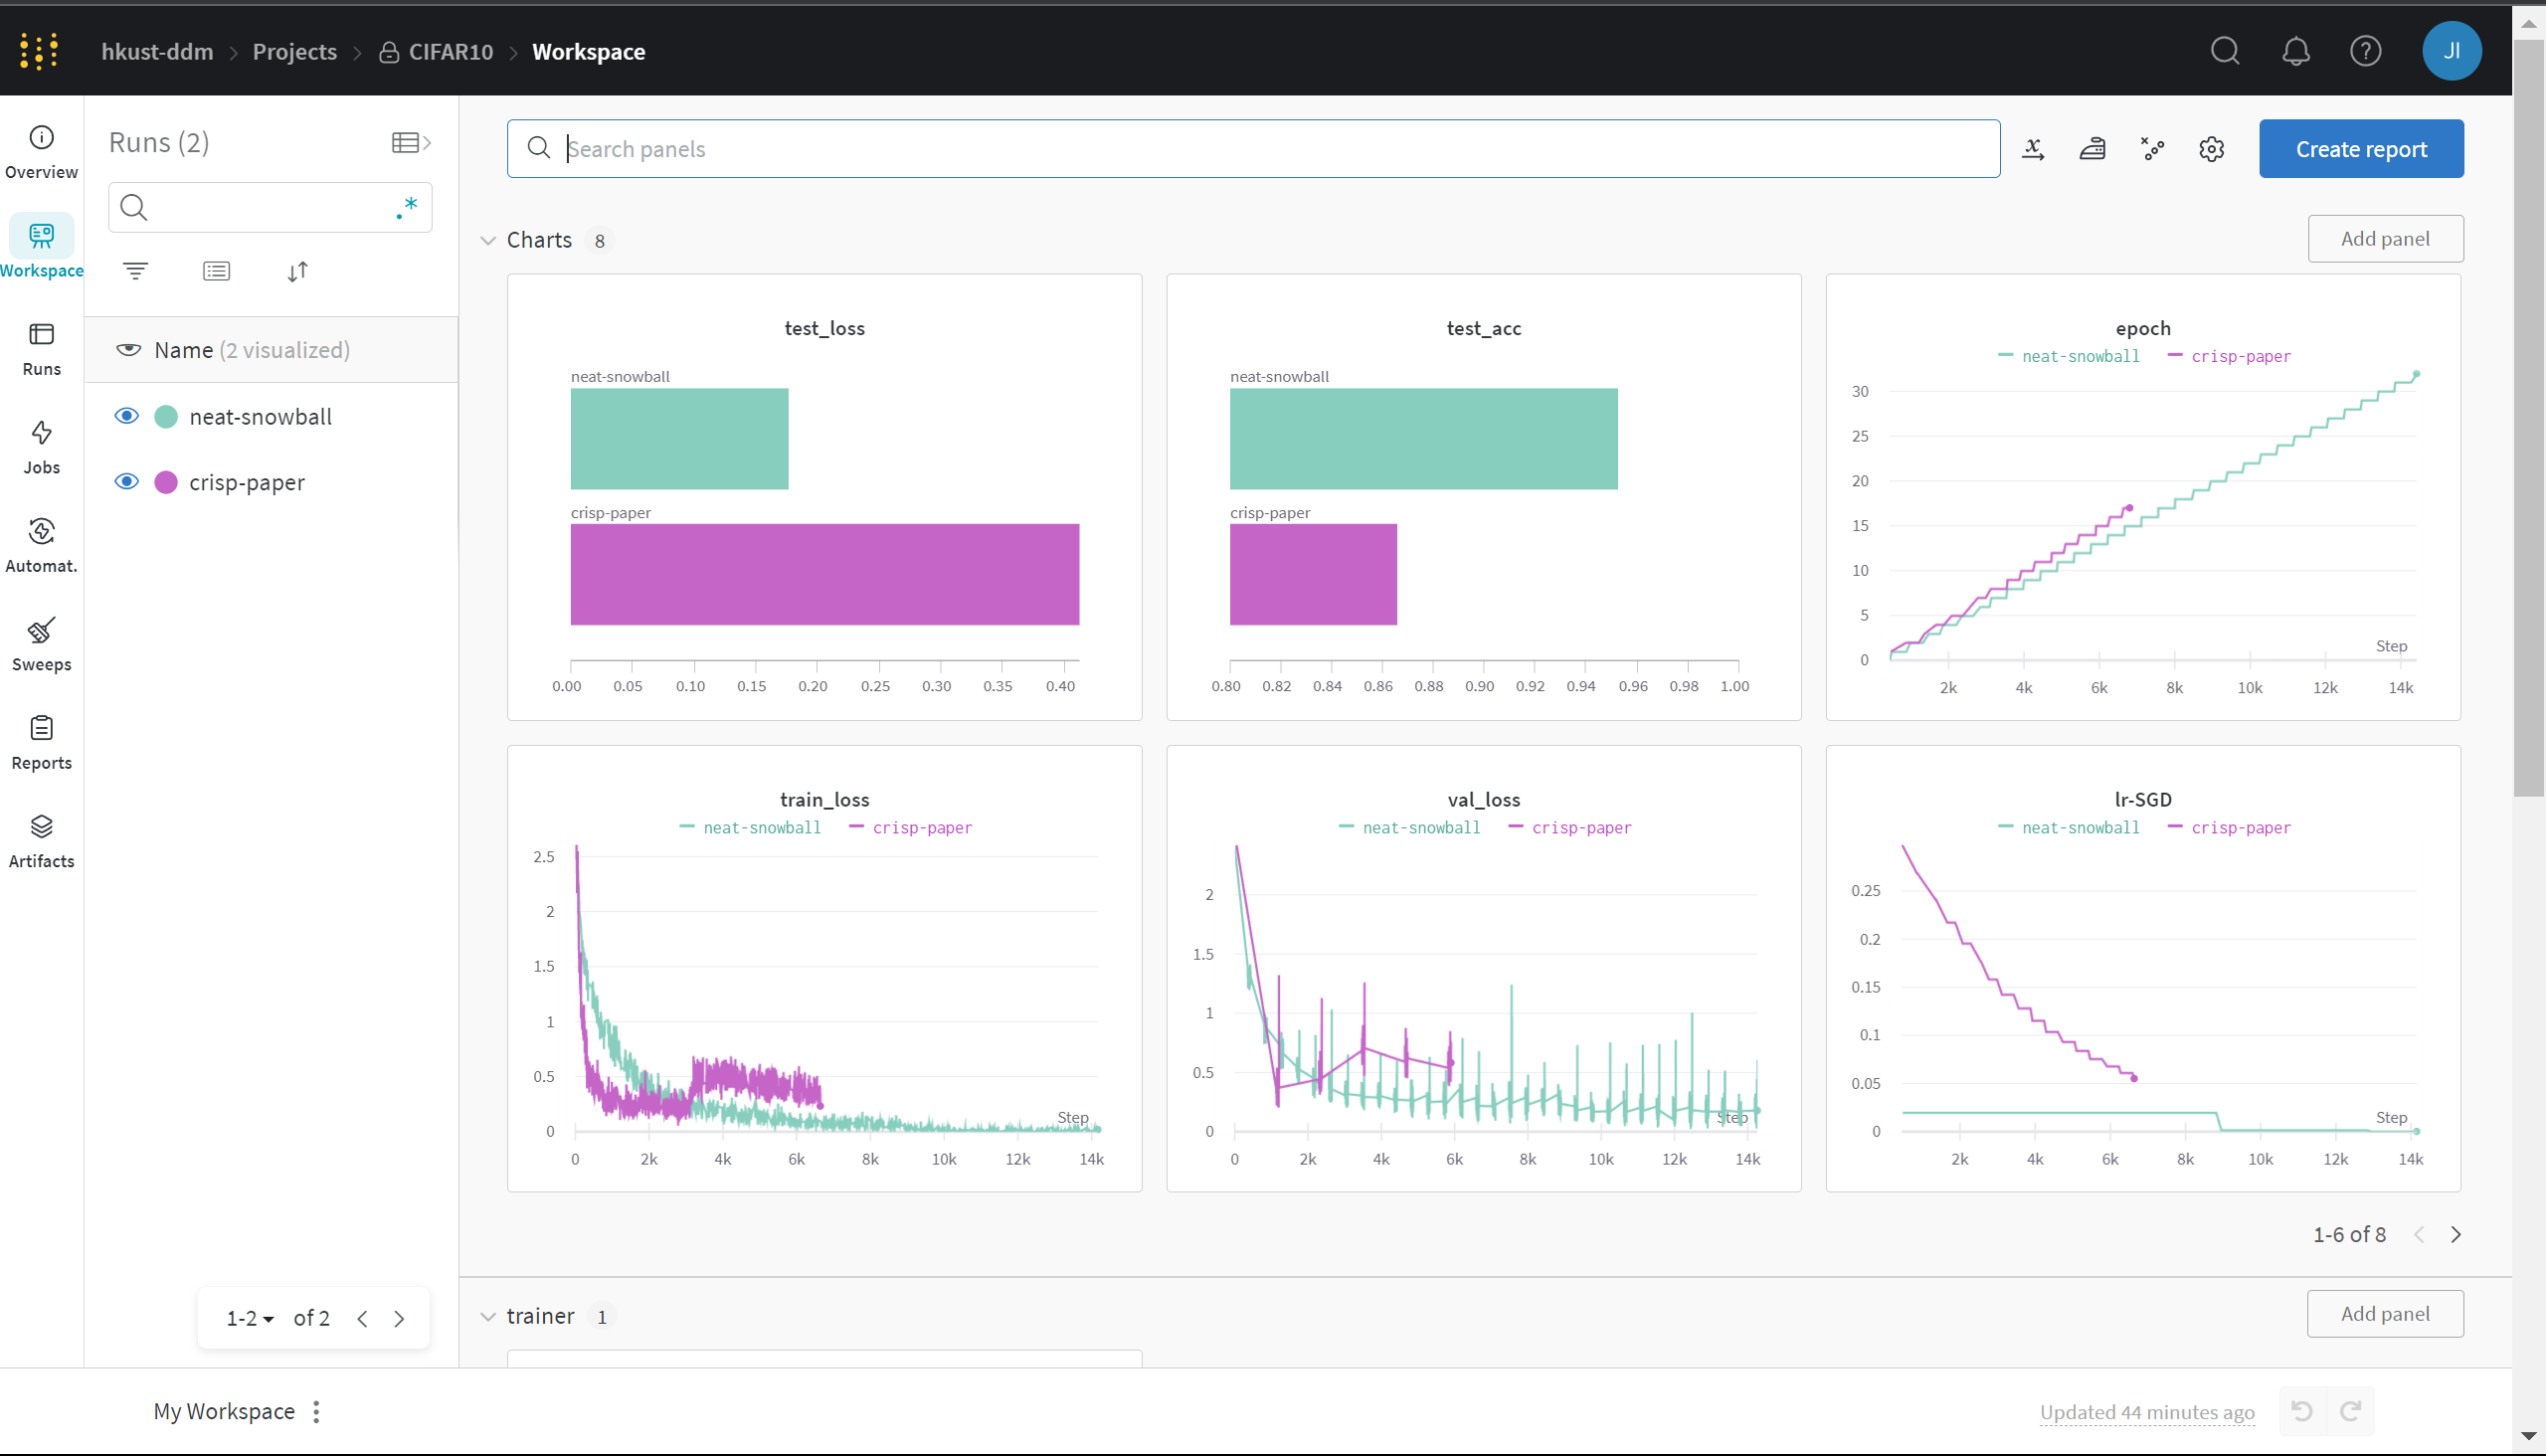 hkust-ddm > Projects > CIFAR10 > Workspace
JI
Overview
Workspace
Runs
Jobs
Automat.
Sweeps
Reports
Artifacts
Runs (2)
.*
Name (2 visualized)
neat-snowball
crisp-paper
1-2 of 2
Search panels
Create report
Charts 8
Add panel
test_loss
neat-snowball
crisp-paper
0.00 0.05 0.10 0.15 0.20 0.25 0.30 0.35 0.40
test_acc
neat-snowball
crisp-paper
0.80 0.82 0.84 0.86 0.88 0.90 0.92 0.94 0.96 0.98 1.00
epoch
neat-snowball crisp-paper
30
25
20
15
10
5
Step
0
2k 4k 6k 8k 10k 12k 14k
train_loss
neat-snowball crisp-paper
2.5
2
1.5
1
0.5
Step
0
0 2k 4k 6k 8k 10k 12k 14k
val_loss
neat-snowball crisp-paper
2
1.5
1
0.5
Step
0
0 2k 4k 6k 8k 10k 12k 14k
lr-SGD
neat-snowball crisp-paper
0.25
0.2
0.15
0.1
0.05
Step
0
2k 4k 6k 8k 10k 12k 14k
1-6 of 8
trainer 1
Add panel
My Workspace
Updated 44 minutes ago